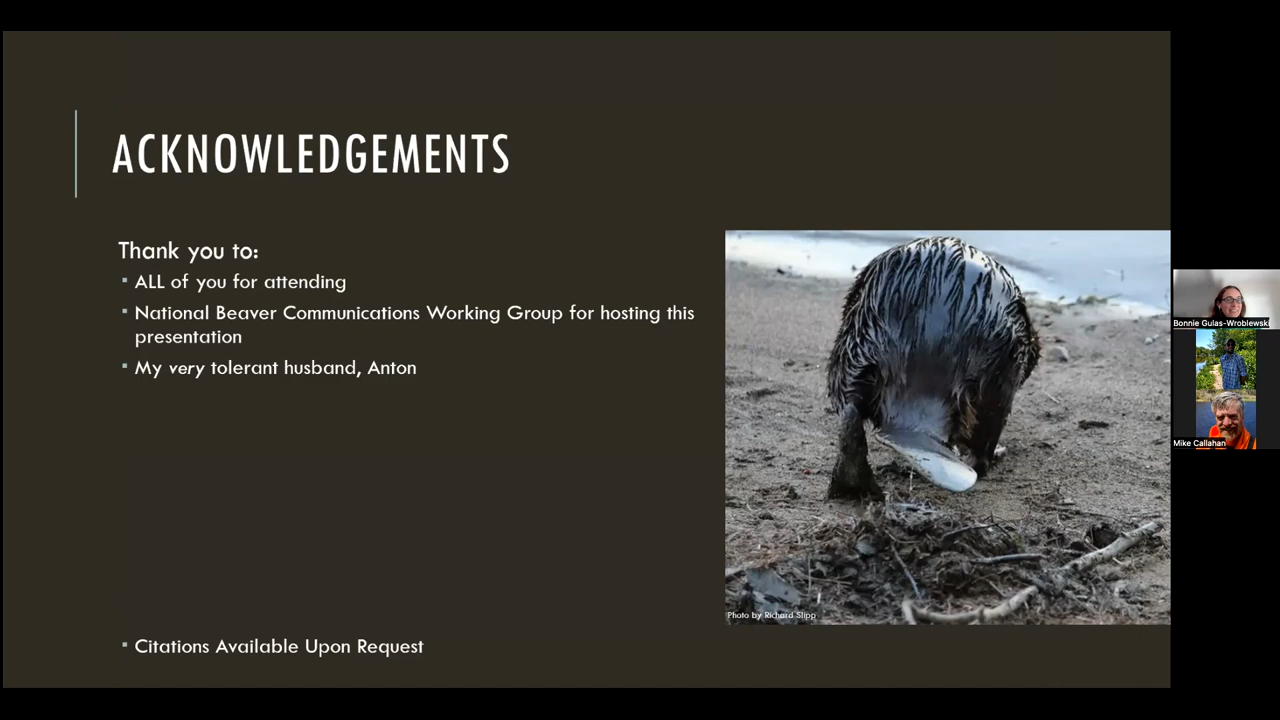 ACKNOWLEDGEMENTS
Thank you to:
ALL of you for attending
National Beaver Communications Working Group for hosting this
presentation
My very tolerant husband, Anton
Citations Available Upon Request
Photo by Richard Slipp
Bonnie Gulas-Wroblewski
Mike Callahan